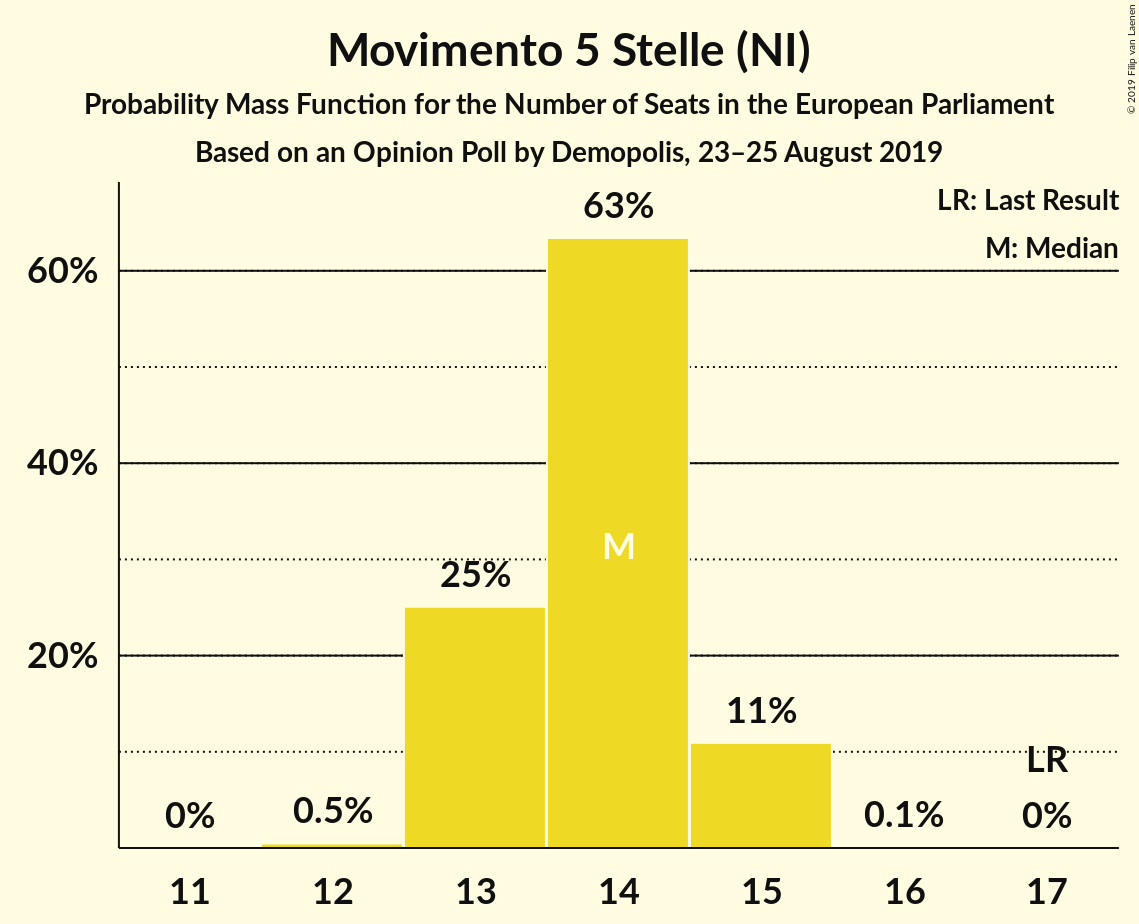 Movimento 5 Stelle (NI)
Probability Mass Function for the Number of Seats in the European Parliament
Based on an Opinion Poll by Demopolis, 23–25 August 2019
© 2019 Filip van Laenen
LR: Last Result
M: Median
60%
40%
20%
0%
0.5%
25%
63%
M
11%
0.1%
LR
0%
11 12 13 14 15 16 17